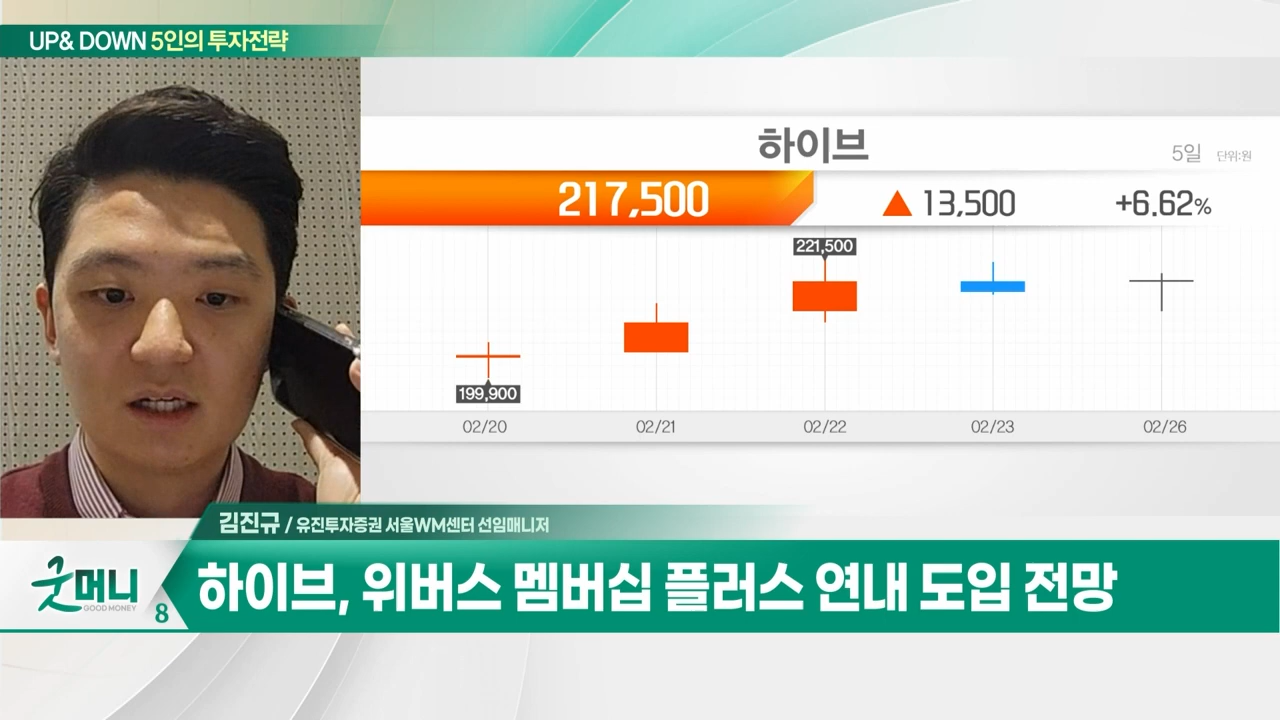 UP& DOWN 5인의 투자전략
하이브
5일 단위:원
217,500 ▲ 13,500 +6.62%
221,500
199,900
02/20 02/21 02/22 02/23 02/26
김진규 / 유진투자증권 서울WM센터 선임매니저
굿머니
GOOD MONEY
8
하이브, 위버스 멤버십 플러스 연내 도입 전망